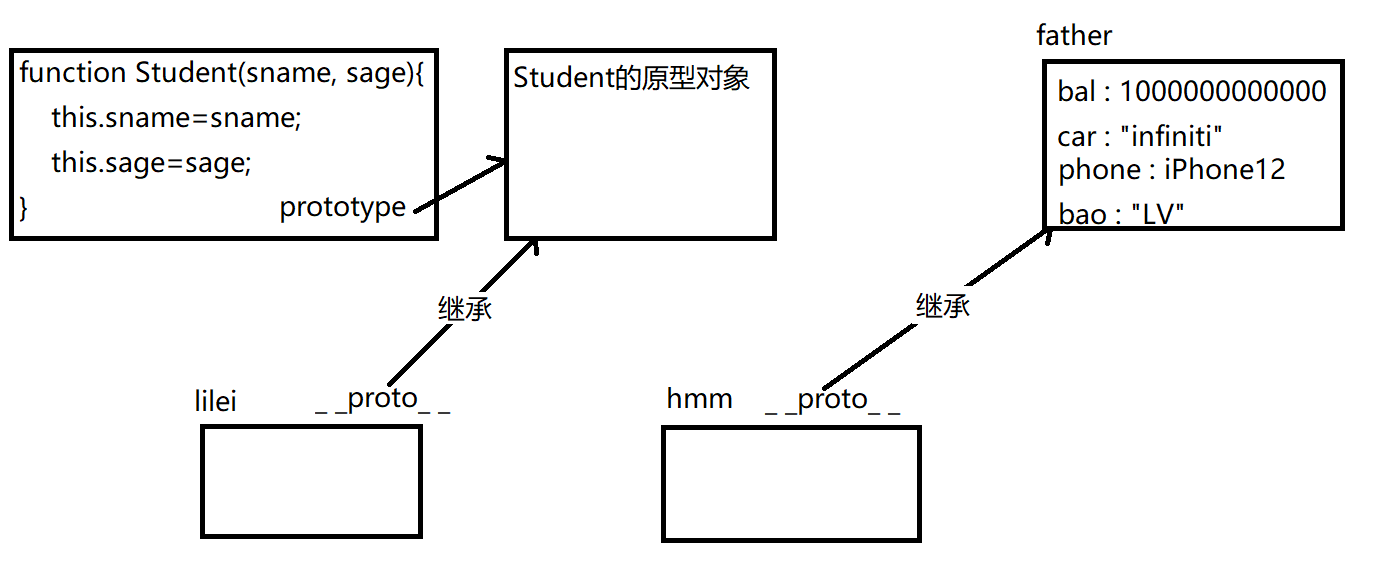 function Student(sname, sage){
this.sname=sname;
this.sage=sage;
}
prototype
Student的原型对象
father
bal : 1000000000000
car : "infiniti"
phone : iPhone12
bao : "LV"
继承
继承
lilei
_ _proto_ _
hmm
_ _proto_ _